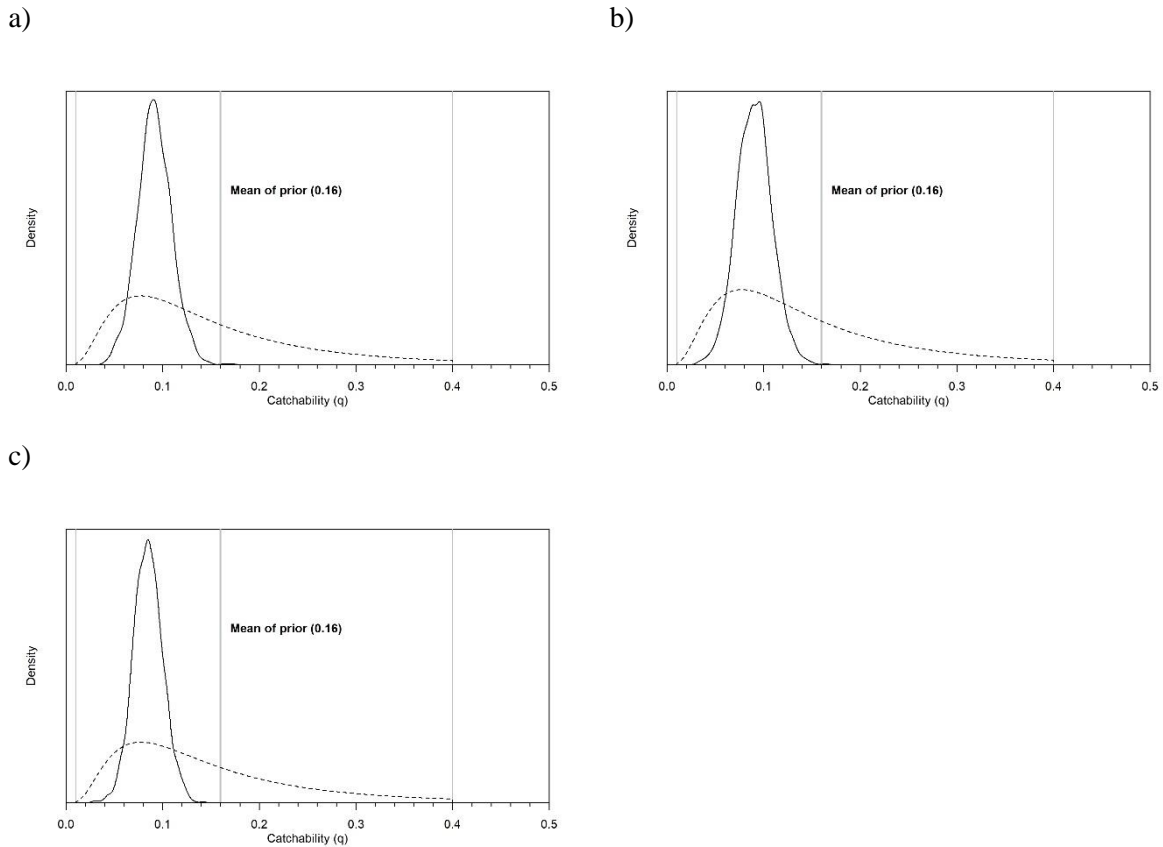 a)
b)
Mean of prior (0.16)
Density
0.0 0.1 0.2 0.3 0.4 0.5
Catchability (q)
Mean of prior (0.16)
Density
0.0 0.1 0.2 0.3 0.4 0.5
Catchability (q)
c)
Mean of prior (0.16)
Density
0.0 0.1 0.2 0.3 0.4 0.5
Catchability (q)